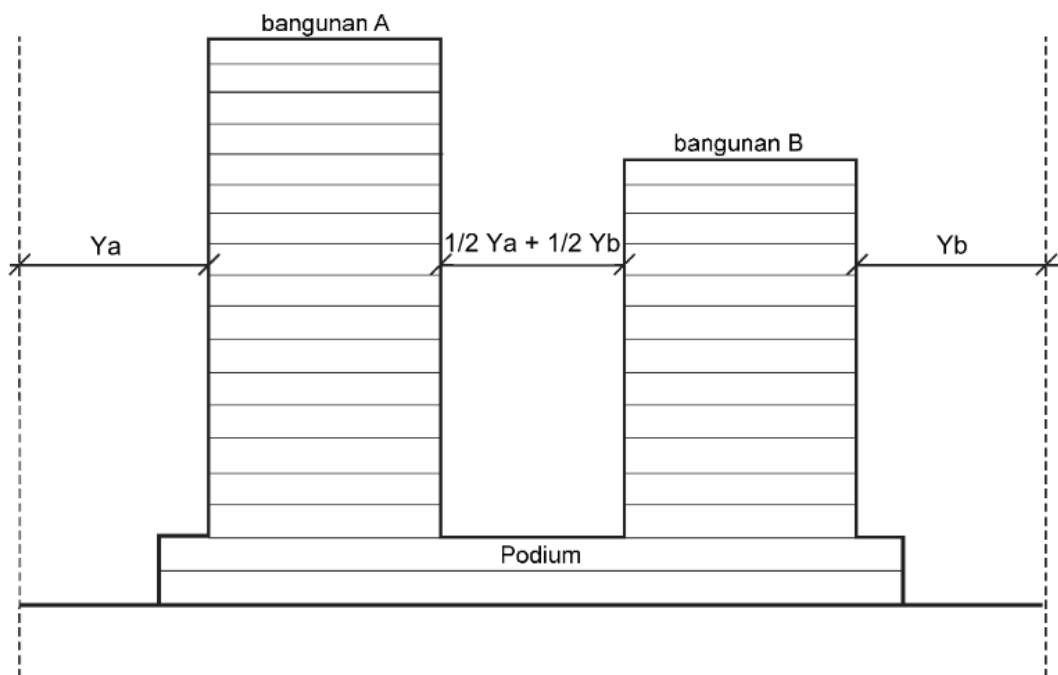 bangunan A
bangunan B
Ya
1/2 Ya + 1/2 Yb
Yb
Podium